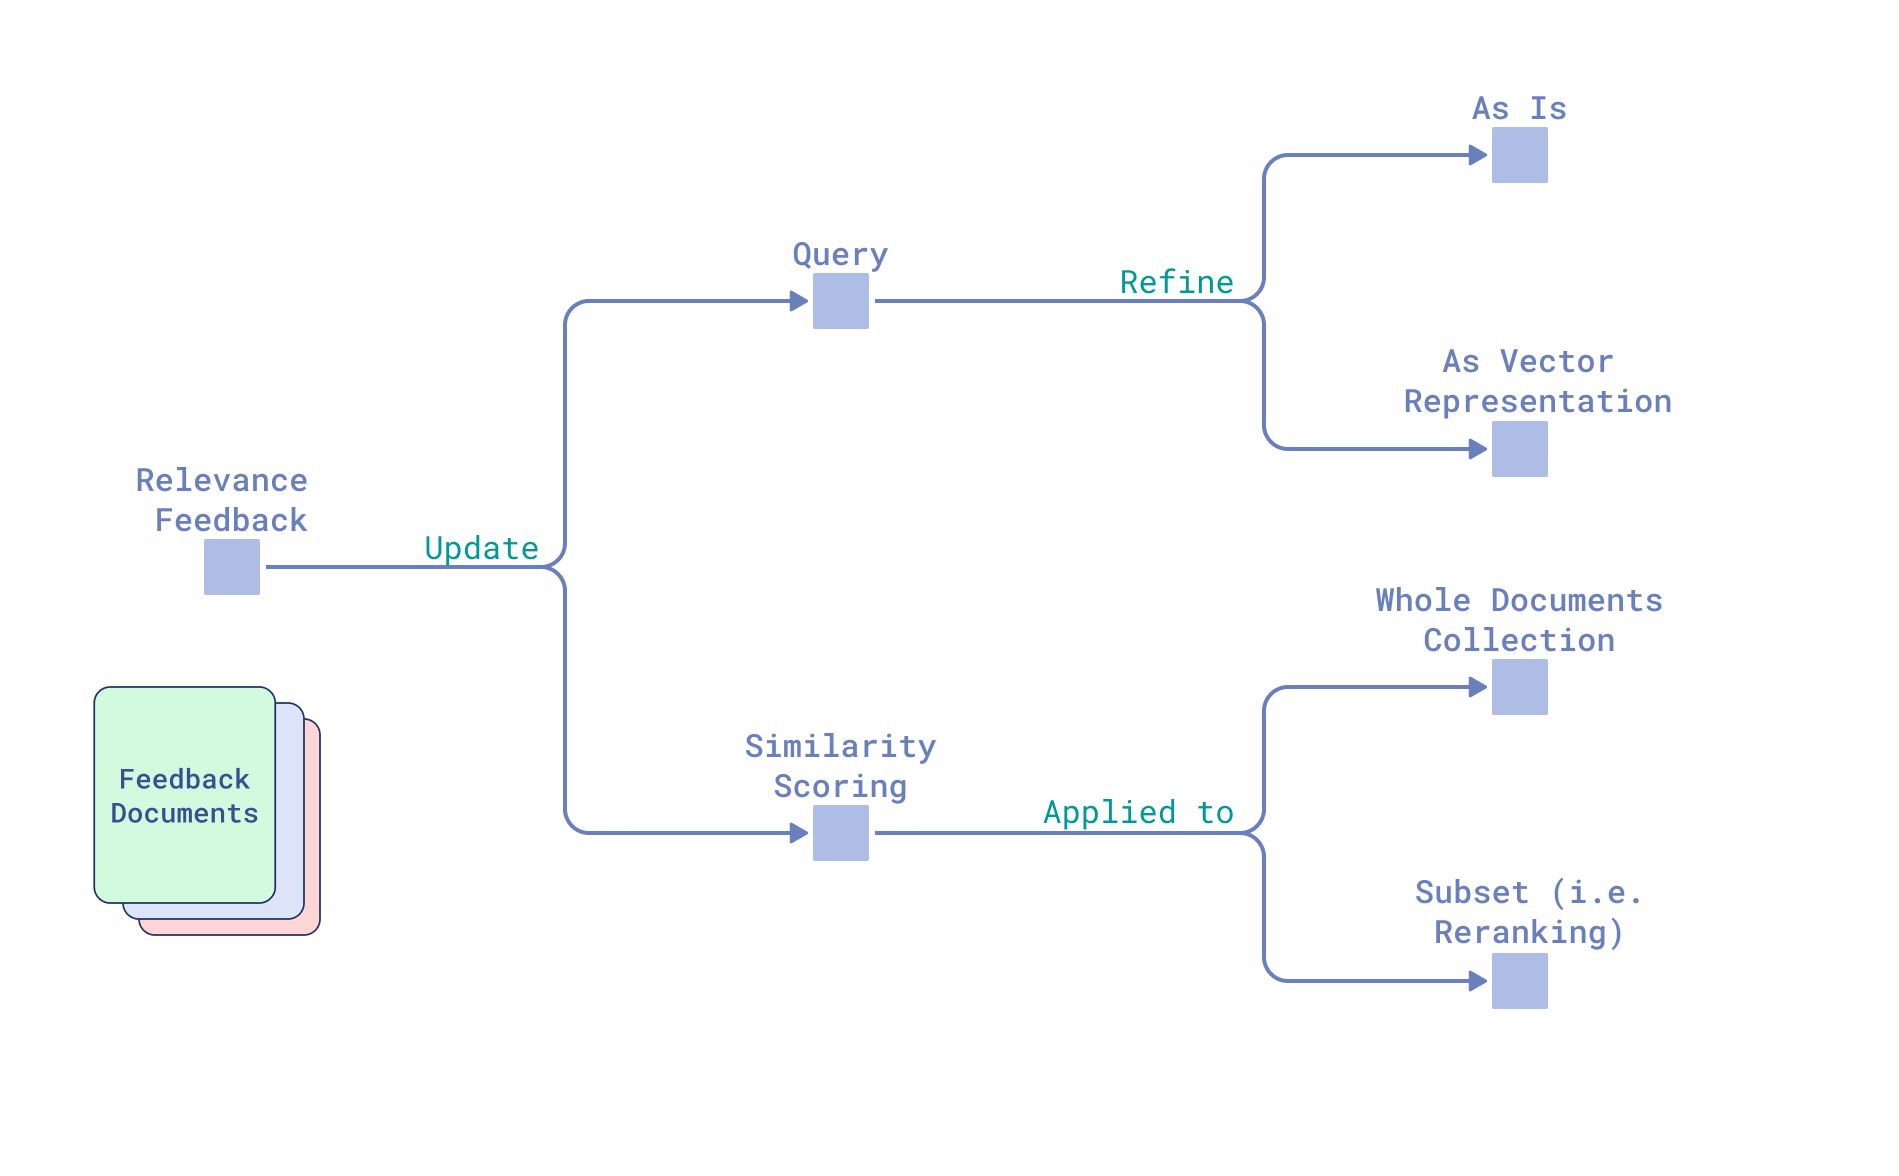 As Is
Query
Refine
As Vector
Representation
Relevance
Feedback
Update
Whole Documents
Collection
Similarity
Scoring
Applied to
Feedback
Documents
Subset (i.e.
Reranking)